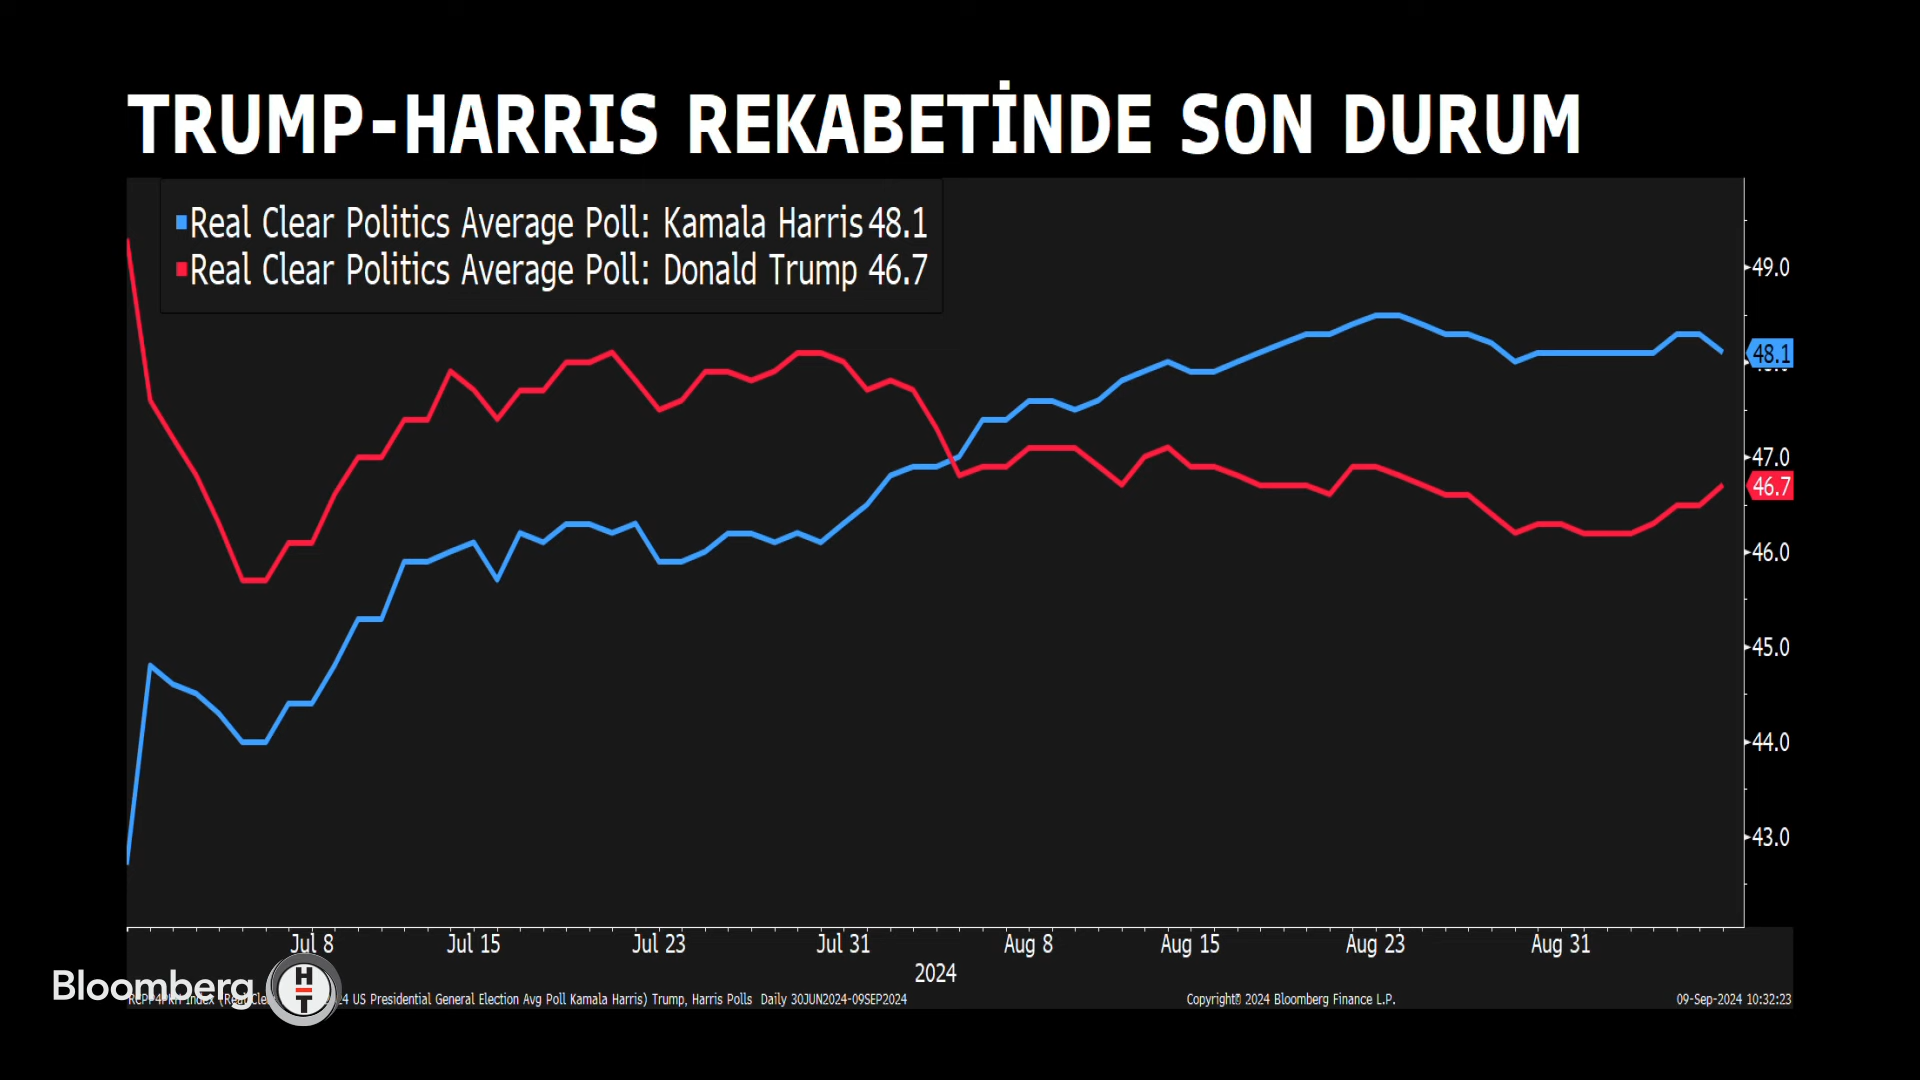 TRUMP-HARRIS REKABETİNDE SON DURUM
Real Clear Politics Average Poll: Kamala Harris 48.1
Real Clear Politics Average Poll: Donald Trump 46.7
49.0
48.1
47.0
46.7
46.0
45.0
44.0
43.0
Jul 8 Jul 15 Jul 23 Jul 31 Aug 8 Aug 15 Aug 23 Aug 31
2024
Bloomberg HT
Index US Presidential General Election Avg Poll Kamala Harris) Trump, Harris Polls Daily 30JUN2024-09SEP2024
Copyright 2024 Bloomberg Finance L.P.
09-Sep-2024 10:32:23